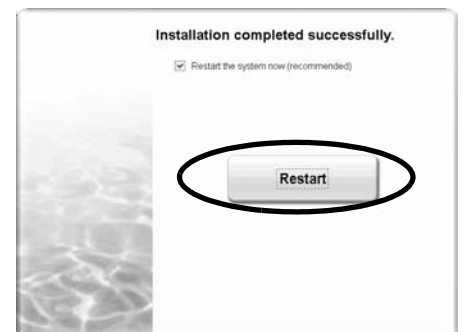 Installation completed successfully.
Restart the system now (recommended)
Restart